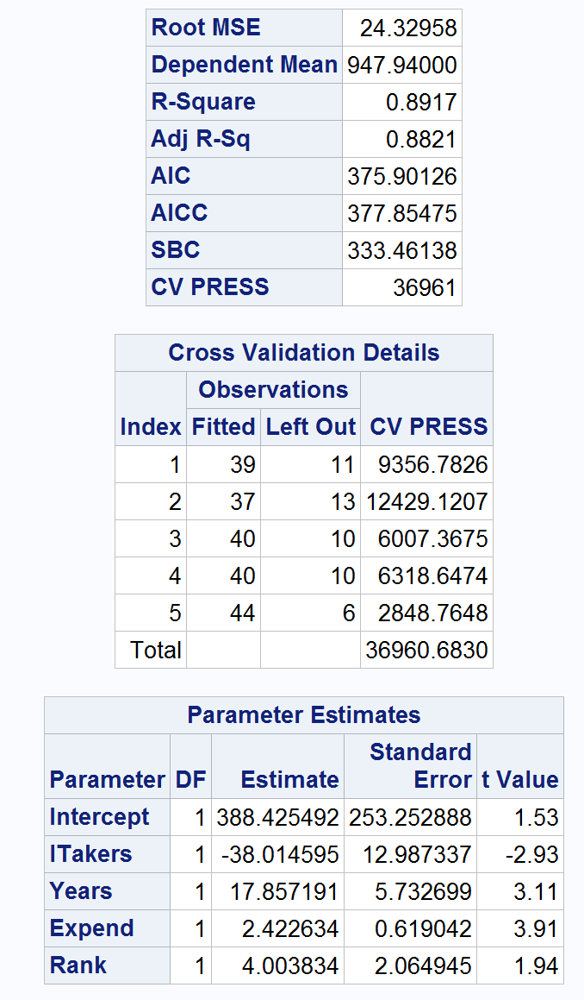 Root MSE 24.32958
Dependent Mean 947.94000
R-Square 0.8917
Adj R-Sq 0.8821
AIC 375.90126
AICC 377.85475
SBC 333.46138
CV PRESS 36961
Cross Validation Details
Observations
Index Fitted Left Out CV PRESS
1 39 11 9356.7826
2 37 13 12429.1207
3 40 10 6007.3675
4 40 10 6318.6474
5 44 6 2848.7648
Total 36960.6830
Parameter Estimates
Standard
Parameter DF Estimate Error t Value
Intercept 1 388.425492 253.252888 1.53
lTakers 1 -38.014595 12.987337 -2.93
Years 1 17.857191 5.732699 3.11
Expend 1 2.422634 0.619042 3.91
Rank 1 4.003834 2.064945 1.94